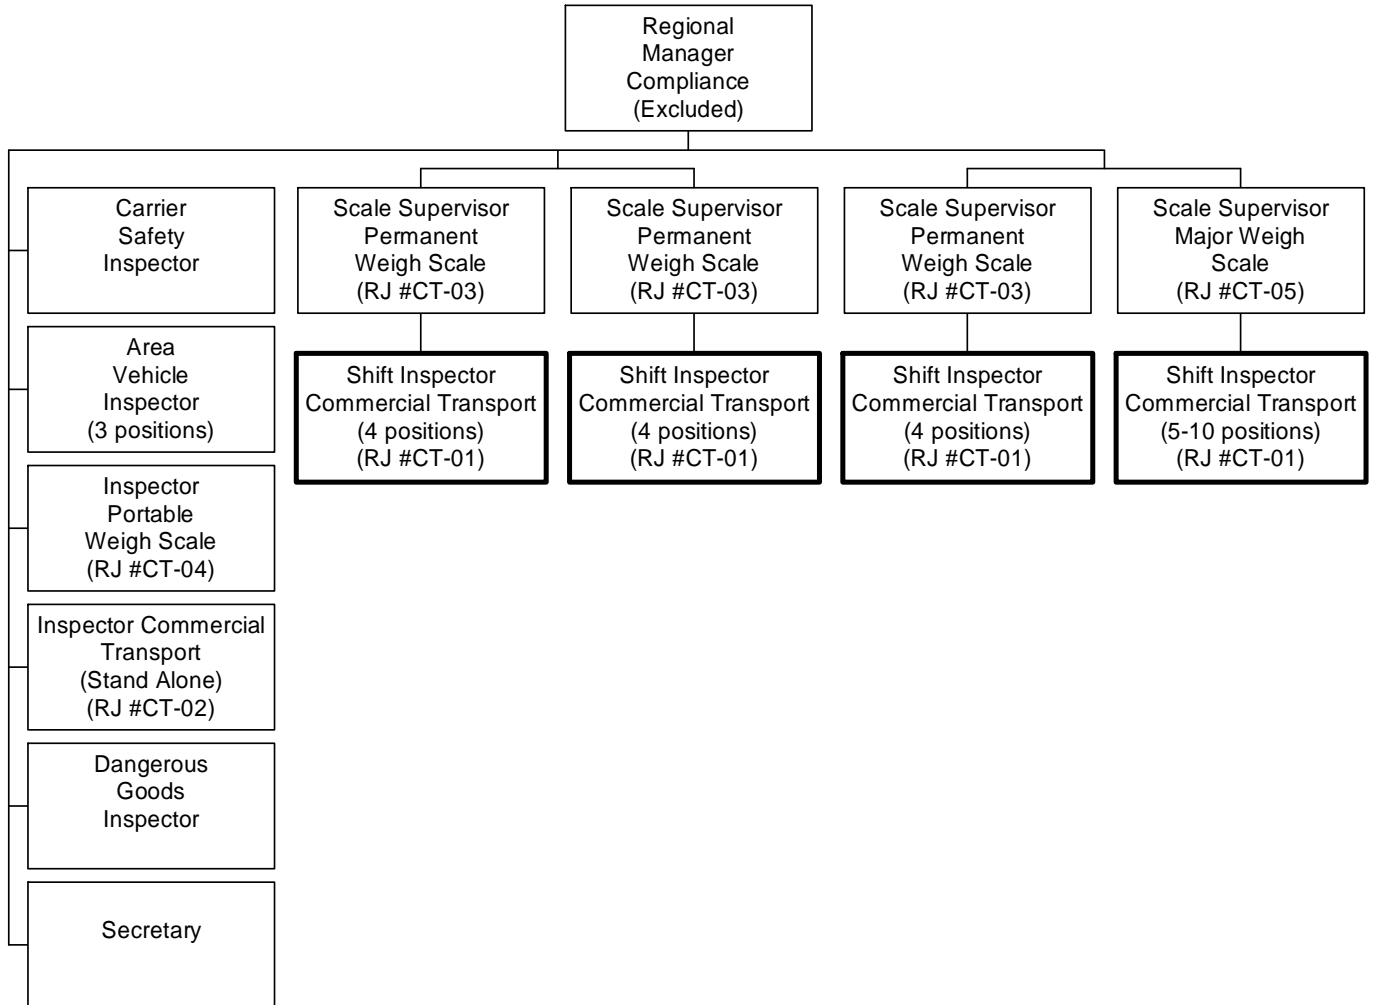 Regional
Manager
Compliance
(Excluded)
Carrier
Safety
Inspector
Scale Supervisor
Permanent
Weigh Scale
(RJ #CT-03)
Scale Supervisor
Permanent
Weigh Scale
(RJ #CT-03)
Scale Supervisor
Permanent
Weigh Scale
(RJ #CT-03)
Scale Supervisor
Major Weigh
Scale
(RJ #CT-05)
Area
Vehicle
Inspector
(3 positions)
Shift Inspector
Commercial Transport
(4 positions)
(RJ #CT-01)
Shift Inspector
Commercial Transport
(4 positions)
(RJ #CT-01)
Shift Inspector
Commercial Transport
(4 positions)
(RJ #CT-01)
Shift Inspector
Commercial Transport
(5-10 positions)
(RJ #CT-01)
Inspector
Portable
Weigh Scale
(RJ #CT-04)
Inspector Commercial
Transport
(Stand Alone)
(RJ #CT-02)
Dangerous
Goods
Inspector
Secretary